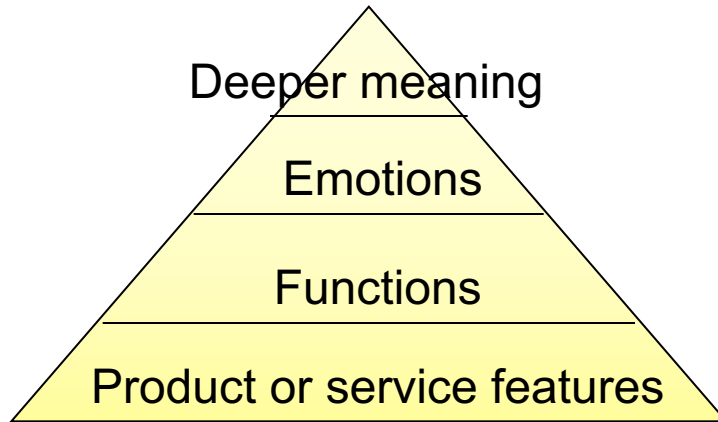 Deeper meaning
Emotions
Functions
Product or service features